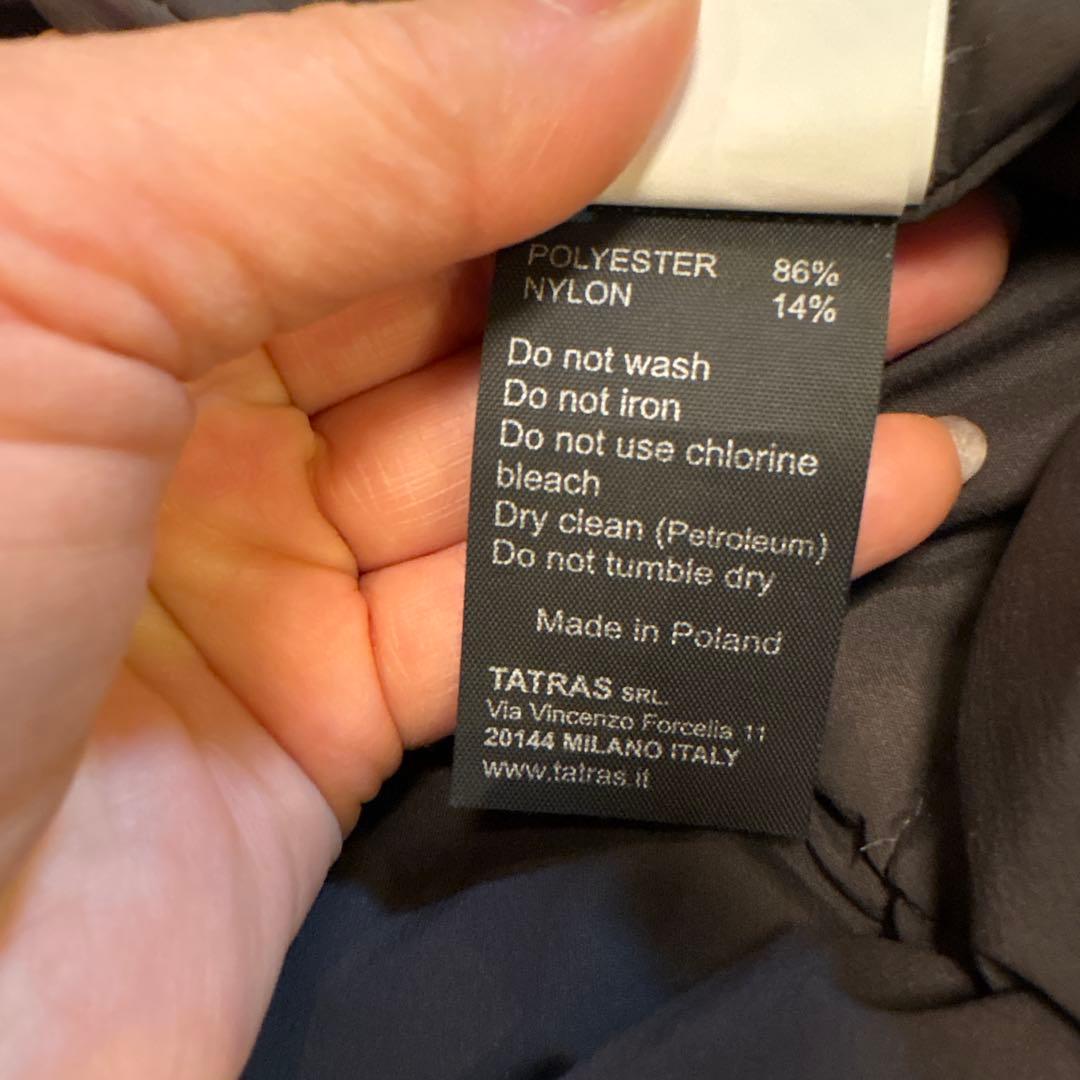 POLYESTER 86%
NYLON 14%
Do not wash
Do not iron
Do not use chlorine
bleach
Dry clean (Petroleum)
Do not tumble dry
Made in Poland
TATRAS SRL.
Via Vincenzo Forcella 11
20144 MILANO ITALY
www.tatras.it